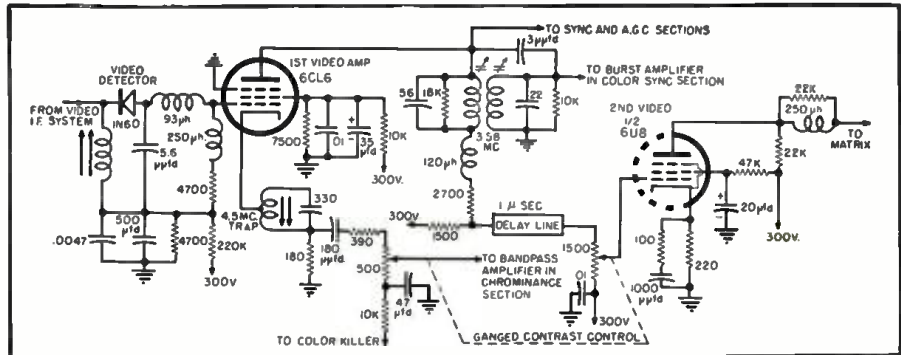 TO SYNC AND A.G.C SECTIONS
3μμfd
VIDEO
DETECTOR
1ST VIDEO AMP
6CL6
FROM VIDEO
I.F. SYSTEM
1N60
93μh
250μh
5.6
μμfd
4700
.0047
500
μμfd
4700
220K
300V
7500
.01
35
μfd
10K
300V.
56
18K
3.58
MC
22
10K
TO BURST AMPLIFIER
IN COLOR SYNC SECTION
120μh
2700
2ND VIDEO
1/2
6U8
22K
250μh
TO
MATRIX
22K
47K
20μfd
300V.
4.5MC.
TRAP
330
180
180
μμfd.
390
500
47
μfd
10K
TO COLOR KILLER
300V
1500
1 μ SEC
DELAY LINE
1500
TO BANDPASS
AMPLIFIER IN
CHROMINANCE
SECTION
.01
300V
100
220
1000
μμfd
GANGED CONTRAST CONTROL